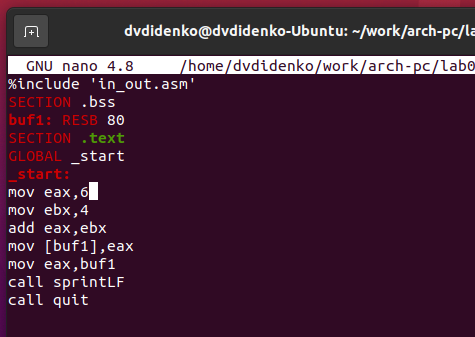 dvdidenko@dvdidenko-Ubuntu: ~/work/arch-pc/la
GNU nano 4.8 /home/dvdidenko/work/arch-pc/lab0
%include 'in_out.asm'
SECTION .bss
buf1: RESB 80
SECTION .text
GLOBAL _start
_start:
mov eax,6
mov ebx,4
add eax,ebx
mov [buf1],eax
mov eax,buf1
call sprintLF
call quit